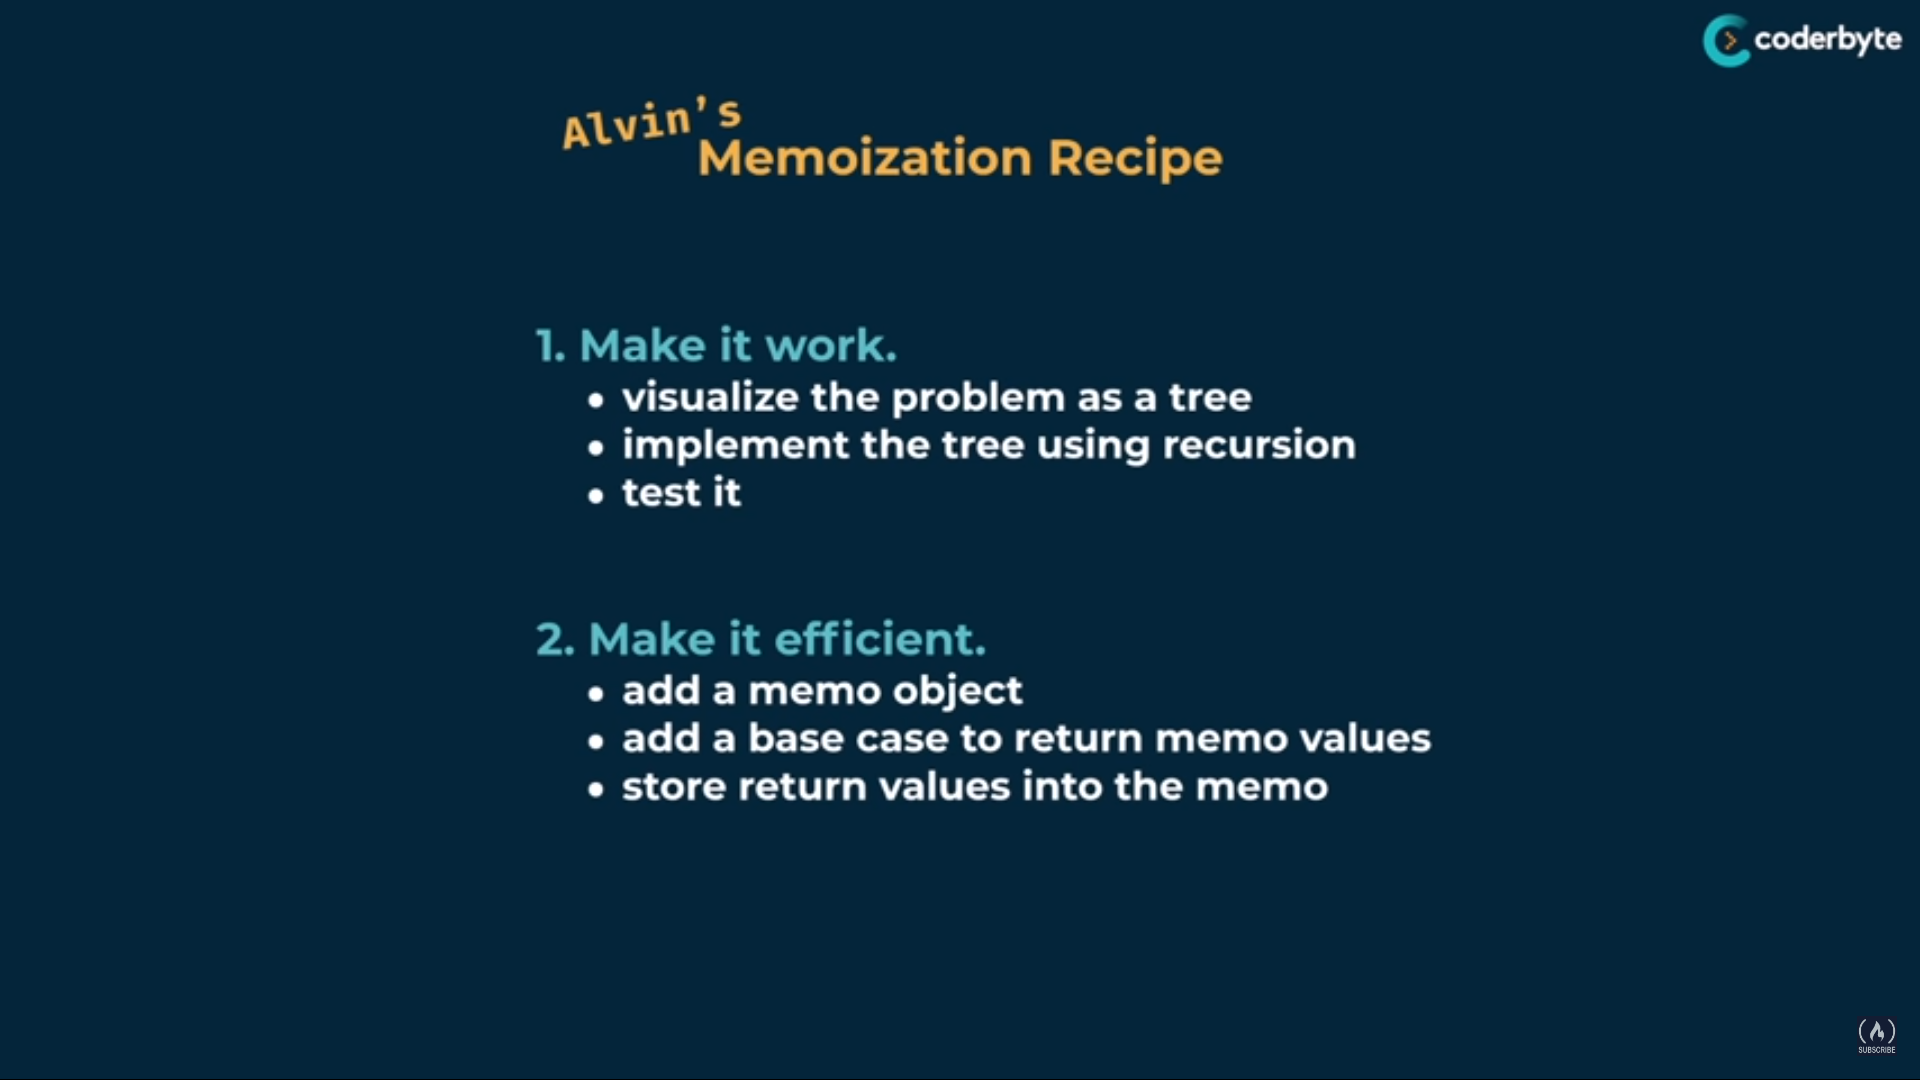 coderbyte
Alvin's
Memoization Recipe
1. Make it work.
• visualize the problem as a tree
• implement the tree using recursion
• test it
2. Make it efficient.
• add a memo object
• add a base case to return memo values
• store return values into the memo
SUBSCRIBE